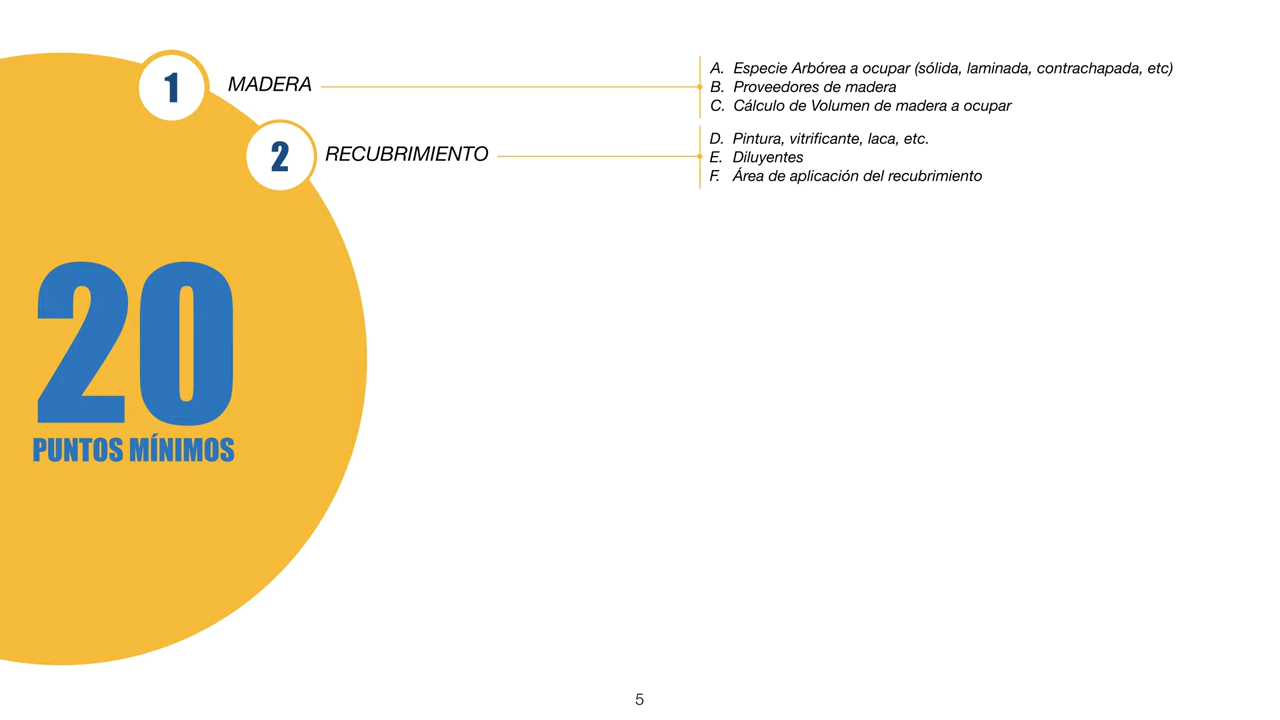 1
MADERA
A. Especie Arbórea a ocupar (sólida, laminada, contrachapada, etc)
B. Proveedores de madera
C. Cálculo de Volumen de madera a ocupar
2
RECUBRIMIENTO
D. Pintura, vitrificante, laca, etc.
E. Diluyentes
F. Área de aplicación del recubrimiento
20
PUNTOS MÍNIMOS
5